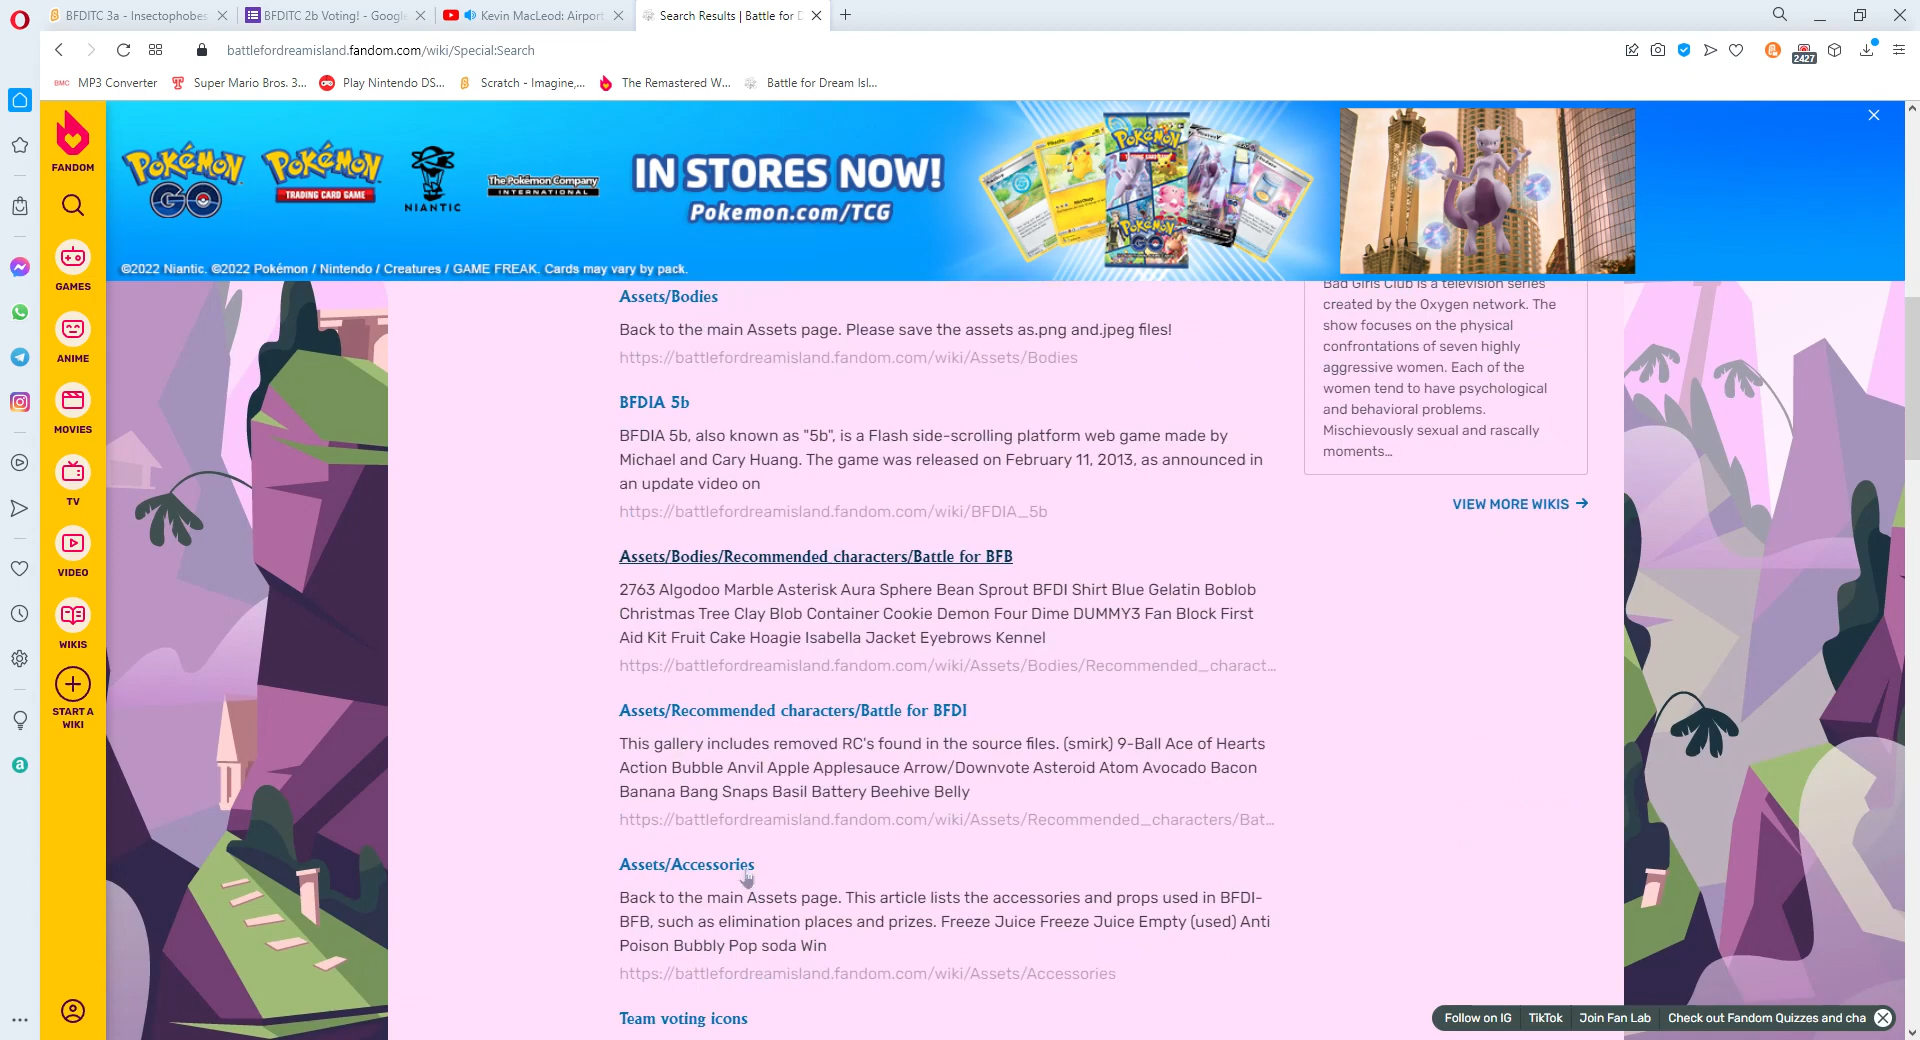 BFDITC 3a - Insectophobes
BFDITC 2b Voting! - Google
Kevin MacLeod: Airport
Search Results | Battle for D
battlefordreamisland.fandom.com/wiki/Special:Search
2427
BMC MP3 Converter
Super Mario Bros. 3...
Play Nintendo DS...
Scratch - Imagine,...
The Remastered W...
Battle for Dream Isl...
FANDOM
GAMES
ANIME
MOVIES
TV
VIDEO
WIKIS
START A
WIKI
POKéMON GO
POKéMON TRADING CARD GAME
NIANTIC
The Pokémon Company
INTERNATIONAL
IN STORES NOW!
Pokemon.com/TCG
©2022 Niantic. ©2022 Pokémon / Nintendo / Creatures / GAME FREAK. Cards may vary by pack.
Assets/Bodies
Back to the main Assets page. Please save the assets as.png and.jpeg files!
https://battlefordreamisland.fandom.com/wiki/Assets/Bodies
BFDIA 5b
BFDIA 5b, also known as "5b", is a Flash side-scrolling platform web game made by
Michael and Cary Huang. The game was released on February 11, 2013, as announced in
an update video on
https://battlefordreamisland.fandom.com/wiki/BFDIA_5b
Assets/Bodies/Recommended characters/Battle for BFB
2763 Algodoo Marble Asterisk Aura Sphere Bean Sprout BFDI Shirt Blue Gelatin Boblob
Christmas Tree Clay Blob Container Cookie Demon Four Dime DUMMY3 Fan Block First
Aid Kit Fruit Cake Hoagie Isabella Jacket Eyebrows Kennel
https://battlefordreamisland.fandom.com/wiki/Assets/Bodies/Recommended_charact...
Assets/Recommended characters/Battle for BFDI
This gallery includes removed RC's found in the source files. (smirk) 9-Ball Ace of Hearts
Action Bubble Anvil Apple Applesauce Arrow/Downvote Asteroid Atom Avocado Bacon
Banana Bang Snaps Basil Battery Beehive Belly
https://battlefordreamisland.fandom.com/wiki/Assets/Recommended_characters/Bat...
Assets/Accessories
Back to the main Assets page. This article lists the accessories and props used in BFDI-
BFB, such as elimination places and prizes. Freeze Juice Freeze Juice Empty (used) Anti
Poison Bubbly Pop soda Win
https://battlefordreamisland.fandom.com/wiki/Assets/Accessories
Team voting icons
Bad Girls Club is a television series
created by the Oxygen network. The
show focuses on the physical
confrontations of seven highly
aggressive women. Each of the
women tend to have psychological
and behavioral problems.
Mischievously sexual and rascally
moments...
VIEW MORE WIKIS
Follow on IG
TikTok
Join Fan Lab
Check out Fandom Quizzes and cha